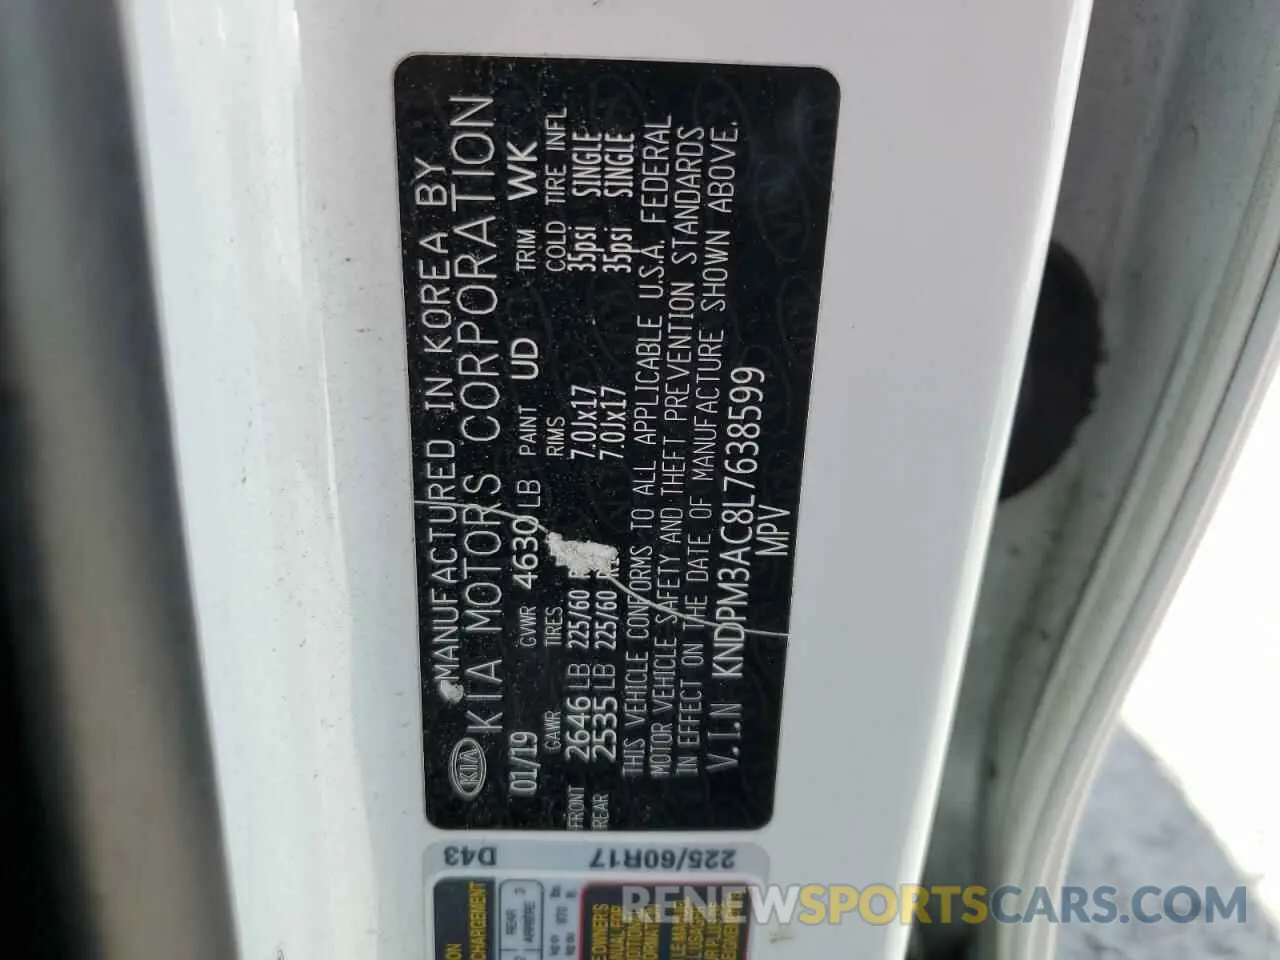 KIA
MANUFACTURED IN KOREA BY
KIA MOTORS CORPORATION
01/19 GVWR 4630 LB PAINT UD TRIM WK
GAWR TIRES RIMS COLD TIRE INFL
FRONT 2646 LB 225/60 7.0Jx17 35psi SINGLE
REAR 2535 LB 225/60 7.0Jx17 35psi SINGLE
THIS VEHICLE CONFORMS TO ALL APPLICABLE U.S.A. FEDERAL
MOTOR VEHICLE SAFETY AND THEFT PREVENTION STANDARDS
IN EFFECT ON THE DATE OF MANUFACTURE SHOWN ABOVE.
V.I.N KNDPM3AC8L7638599
MPV
225/60R17 D43
REAR
RENEWSPORTSCARS.COM